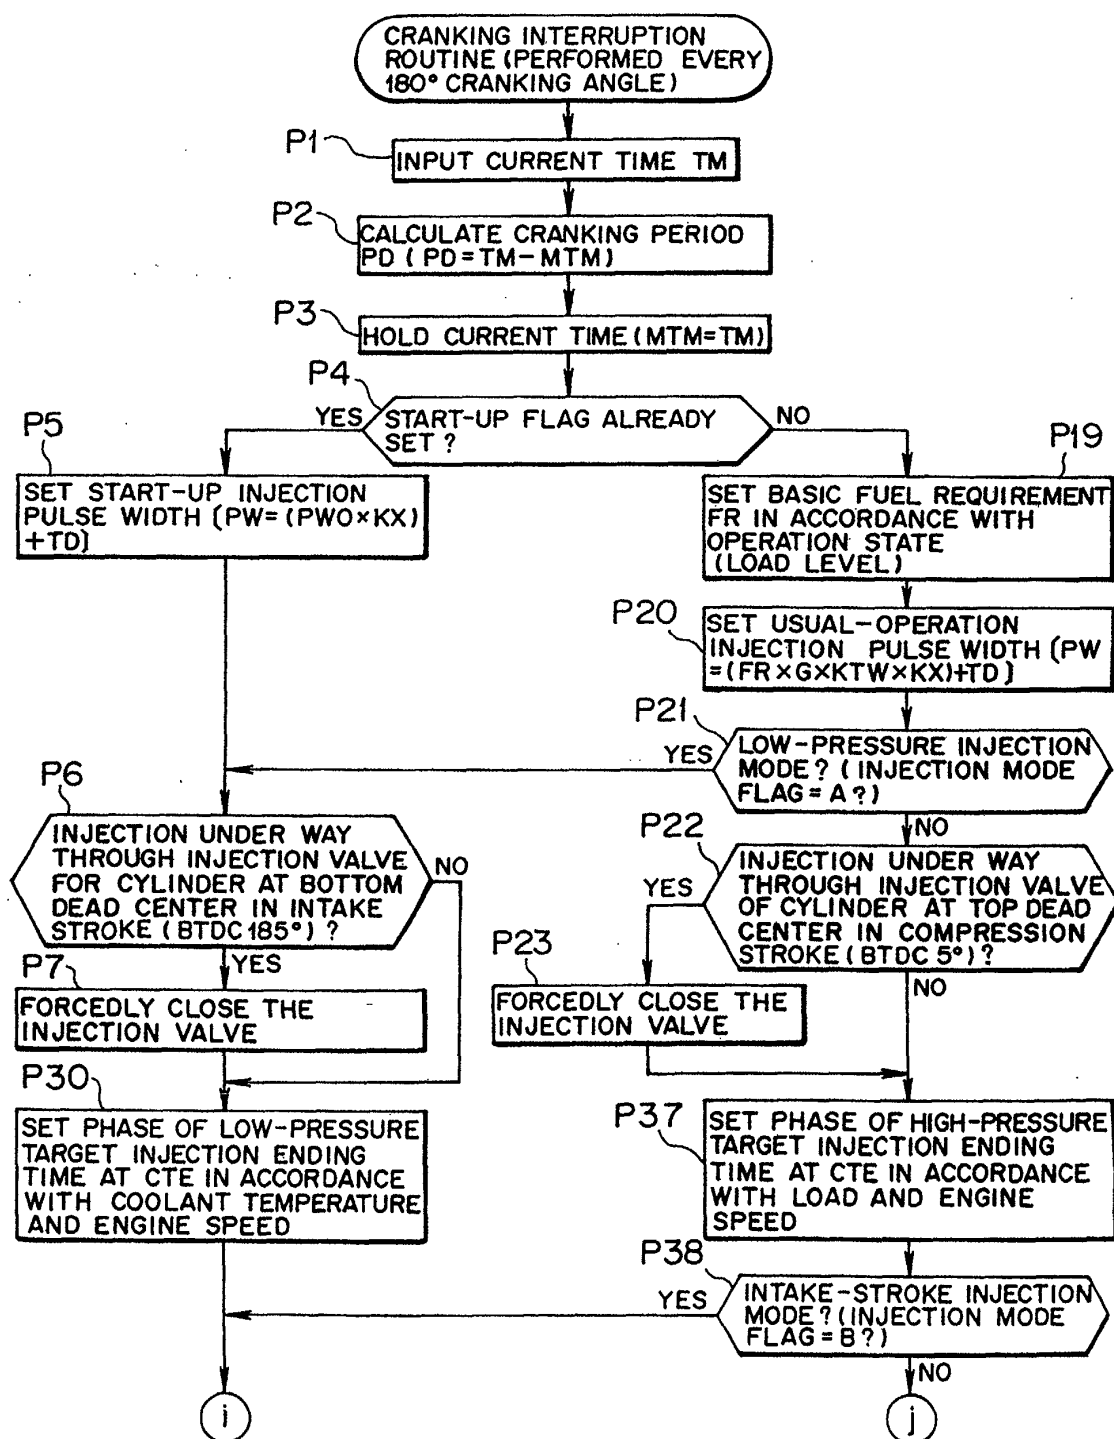 CRANKING INTERRUPTION
ROUTINE (PERFORMED EVERY
180° CRANKING ANGLE)
P1
INPUT CURRENT TIME TM
P2
CALCULATE CRANKING PERIOD
PD ( PD=TM-MTM)
P3
HOLD CURRENT TIME (MTM=TM)
P4
START-UP FLAG ALREADY
SET ?
YES
NO
P5
SET START-UP INJECTION
PULSE WIDTH [PW= (PWO×KX)
+TD]
P19
SET BASIC FUEL REQUIREMENT
FR IN ACCORDANCE WITH
OPERATION STATE
(LOAD LEVEL)
P20
SET USUAL-OPERATION
INJECTION PULSE WIDTH [PW
=(FR×G×KTW×KX)+TD]
P21
LOW-PRESSURE INJECTION
MODE? (INJECTION MODE
FLAG=A?)
YES
NO
P6
INJECTION UNDER WAY
THROUGH INJECTION VALVE
FOR CYLINDER AT BOTTOM
DEAD CENTER IN INTAKE
STROKE (BTDC 185°) ?
NO
YES
P7
FORCEDLY CLOSE THE
INJECTION VALVE
P22
INJECTION UNDER WAY
THROUGH INJECTION VALVE
OF CYLINDER AT TOP DEAD
CENTER IN COMPRESSION
STROKE (BTDC 5°)?
YES
NO
P23
FORCEDLY CLOSE THE
INJECTION VALVE
P30
SET PHASE OF LOW-PRESSURE
TARGET INJECTION ENDING
TIME AT CTE IN ACCORDANCE
WITH COOLANT TEMPERATURE
AND ENGINE SPEED
P37
SET PHASE OF HIGH-PRESSURE
TARGET INJECTION ENDING
TIME AT CTE IN ACCORDANCE
WITH LOAD AND ENGINE
SPEED
P38
INTAKE-STROKE INJECTION
MODE? (INJECTION MODE
FLAG=B?)
YES
NO
i
j